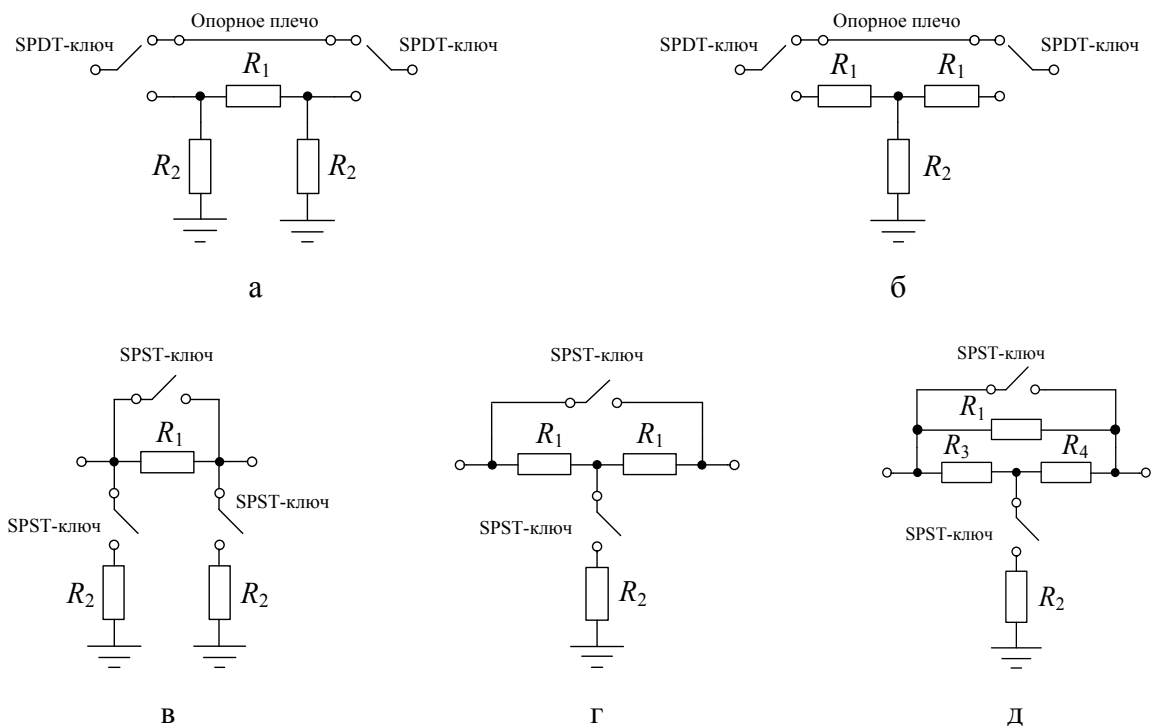 Опорное плечо
SPDT-ключ
SPDT-ключ
R1
R2
R2
а
Опорное плечо
SPDT-ключ
SPDT-ключ
R1
R1
R2
б
SPST-ключ
R1
SPST-ключ
SPST-ключ
R2
R2
в
SPST-ключ
R1
R1
SPST-ключ
R2
г
SPST-ключ
R1
R3
R4
SPST-ключ
R2
д